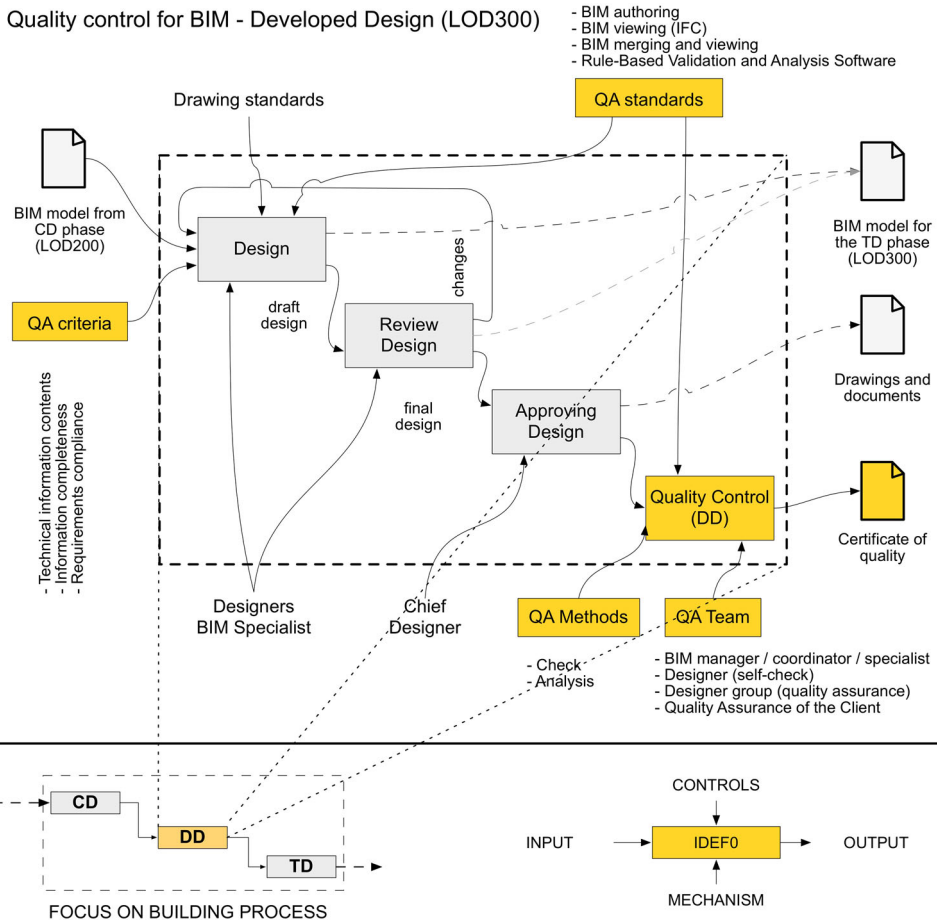 Quality control for BIM - Developed Design (LOD300)
- BIM authoring
- BIM viewing (IFC)
- BIM merging and viewing
- Rule-Based Validation and Analysis Software
Drawing standards
QA standards
BIM model from
CD phase
(LOD200)
BIM model for
the TD phase
(LOD300)
Design
changes
QA criteria
draft
design
Review
Design
Drawings and
documents
- Technical information contents
- Information completeness
- Requirements compliance
final
design
Approving
Design
Quality Control
(DD)
Certificate of
quality
Designers
BIM Specialist
Chief
Designer
QA Methods
QA Team
- Check
- Analysis
- BIM manager / coordinator / specialist
- Designer (self-check)
- Designer group (quality assurance)
- Quality Assurance of the Client
CD
DD
TD
FOCUS ON BUILDING PROCESS
CONTROLS
INPUT
IDEF0
OUTPUT
MECHANISM